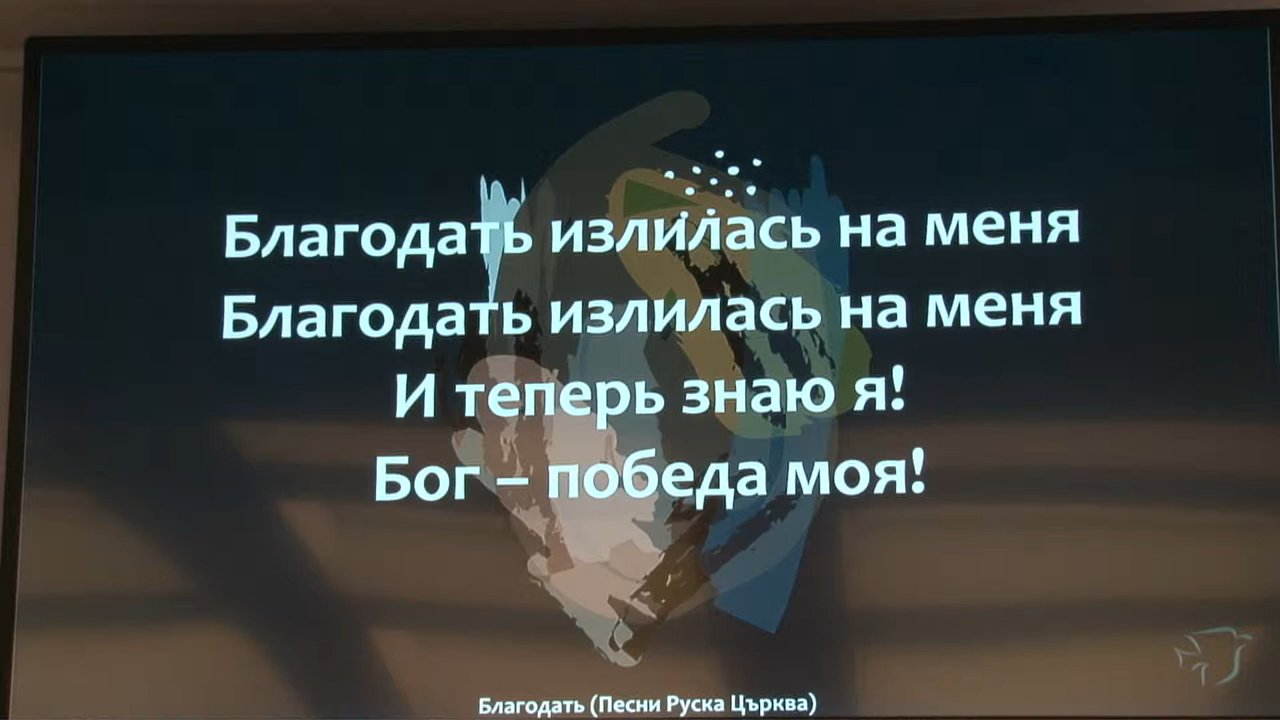 Благодать излилась на меня
Благодать излилась на меня
И теперь знаю я!
Бог – победа моя!
Благодать (Песни Руска Църква)